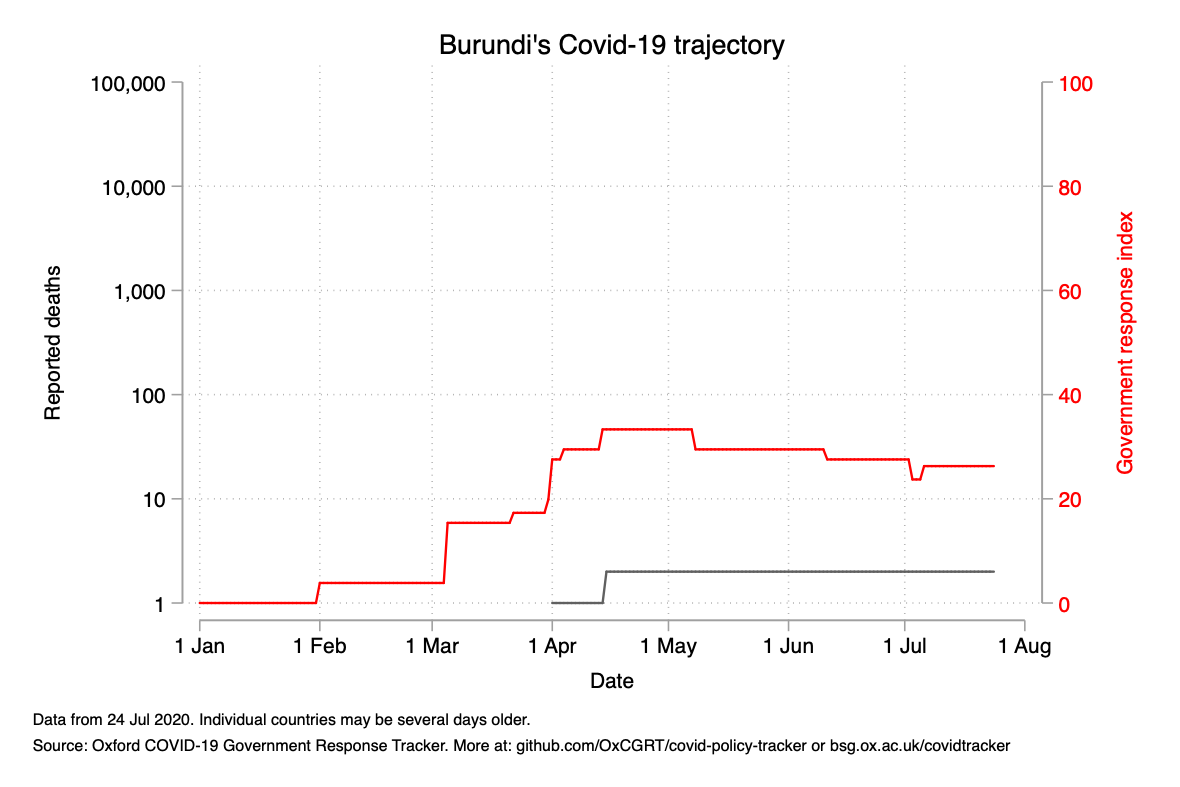 Burundi's Covid-19 trajectory
100,000
10,000
1,000
100
10
1
Reported deaths
100
80
60
40
20
0
Government response index
1 Jan 1 Feb 1 Mar 1 Apr 1 May 1 Jun 1 Jul 1 Aug
Date
Data from 24 Jul 2020. Individual countries may be several days older.
Source: Oxford COVID-19 Government Response Tracker. More at: github.com/OxCGRT/covid-policy-tracker or bsg.ox.ac.uk/covidtracker